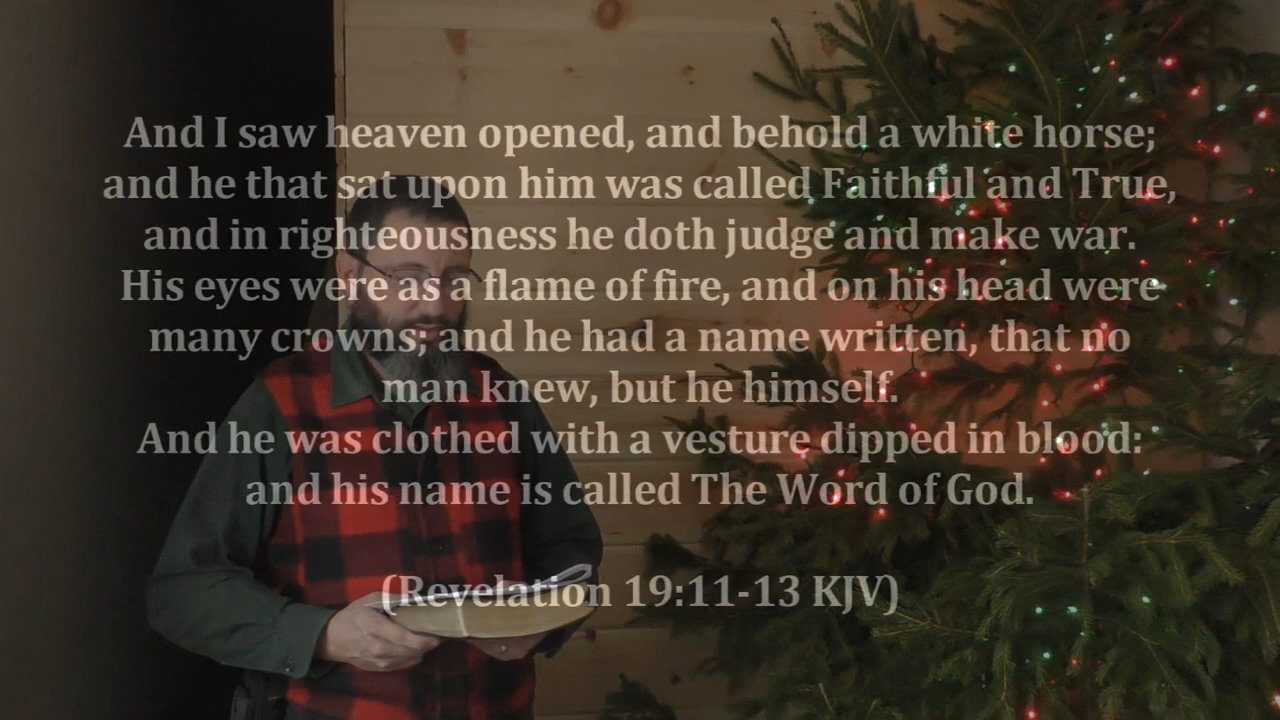 And I saw heaven opened, and behold a white horse;
and he that sat upon him was called Faithful and True,
and in righteousness he doth judge and make war.
His eyes were as a flame of fire, and on his head were
many crowns; and he had a name written, that no
man knew, but he himself.
And he was clothed with a vesture dipped in blood:
and his name is called The Word of God.
(Revelation 19:11-13 KJV)